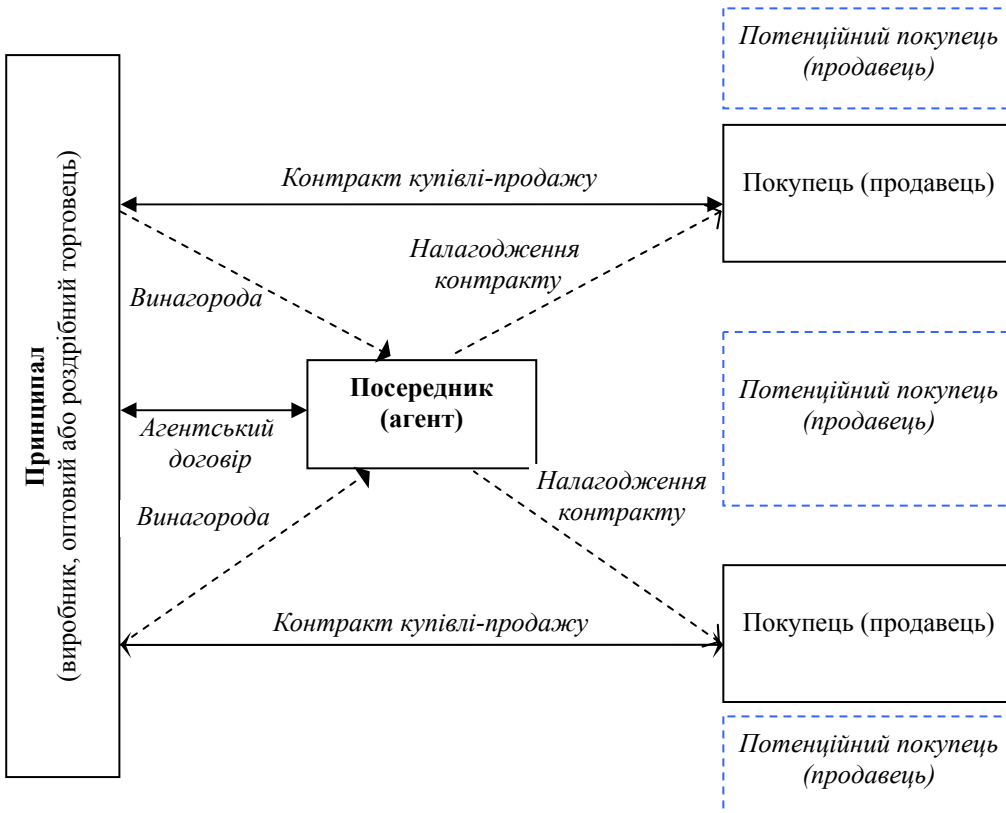 Потенційний покупець
(продавець)
Контракт купівлі-продажу
Покупець (продавець)
Налагодження
контракту
Винагорода
Принципал
(виробник, оптовий або роздрібний торговець)
Посередник
(агент)
Агентський
договір
Потенційний покупець
(продавець)
Налагодження
контракту
Винагорода
Контракт купівлі-продажу
Покупець (продавець)
Потенційний покупець
(продавець)